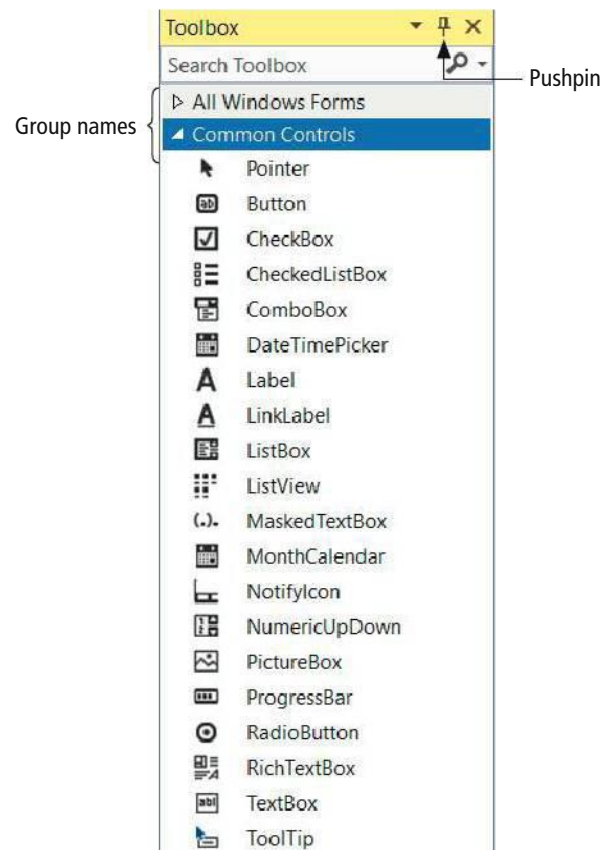 Toolbox
Search Toolbox
Pushpin
Group names
All Windows Forms
Common Controls
Pointer
Button
CheckBox
CheckedListBox
ComboBox
DateTimePicker
Label
LinkLabel
ListBox
ListView
MaskedTextBox
MonthCalendar
NotifyIcon
NumericUpDown
PictureBox
ProgressBar
RadioButton
RichTextBox
TextBox
ToolTip